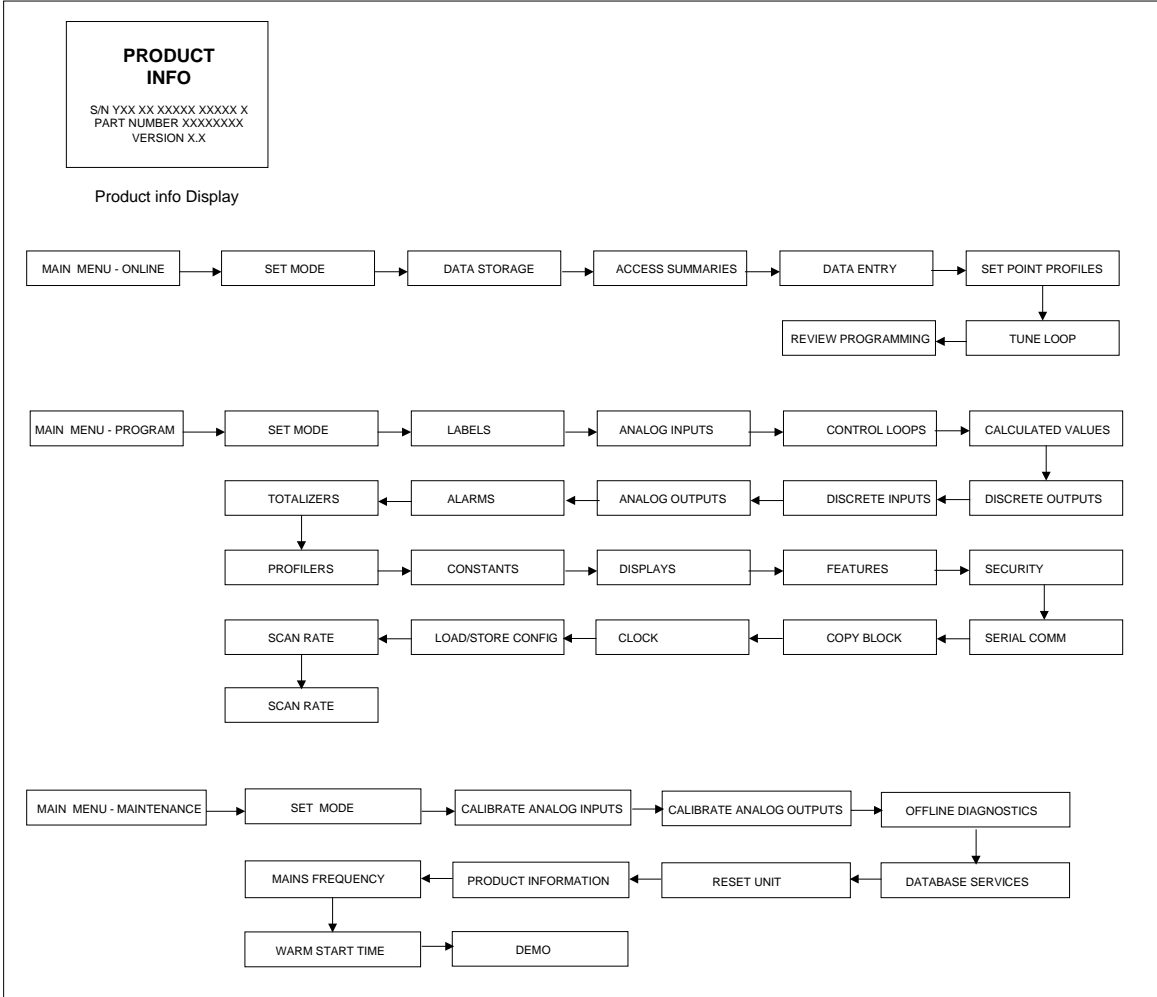 PRODUCT
INFO
S/N YXX XX XXXXX XXXXX X
PART NUMBER XXXXXXXX
VERSION X.X
Product info Display
MAIN MENU - ONLINE
SET MODE
DATA STORAGE
ACCESS SUMMARIES
DATA ENTRY
SET POINT PROFILES
REVIEW PROGRAMMING
TUNE LOOP
MAIN MENU - PROGRAM
SET MODE
LABELS
ANALOG INPUTS
CONTROL LOOPS
CALCULATED VALUES
TOTALIZERS
ALARMS
ANALOG OUTPUTS
DISCRETE INPUTS
DISCRETE OUTPUTS
PROFILERS
CONSTANTS
DISPLAYS
FEATURES
SECURITY
SCAN RATE
LOAD/STORE CONFIG
CLOCK
COPY BLOCK
SERIAL COMM
SCAN RATE
MAIN MENU - MAINTENANCE
SET MODE
CALIBRATE ANALOG INPUTS
CALIBRATE ANALOG OUTPUTS
OFFLINE DIAGNOSTICS
MAINS FREQUENCY
PRODUCT INFORMATION
RESET UNIT
DATABASE SERVICES
WARM START TIME
DEMO